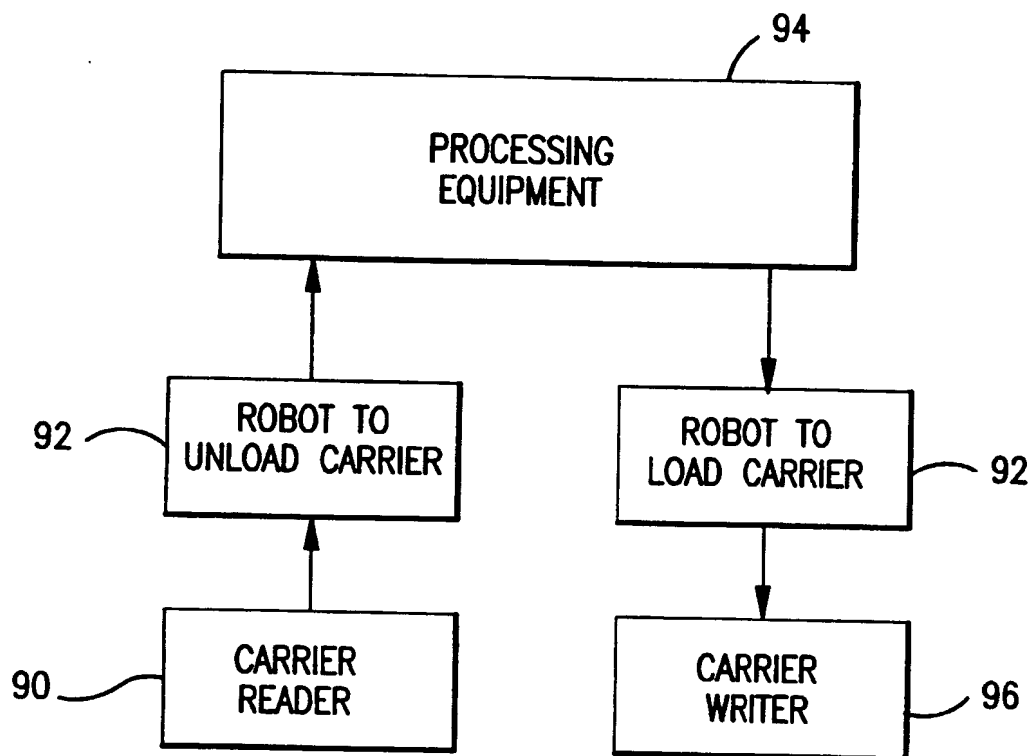 94
PROCESSING
EQUIPMENT
92
ROBOT TO
UNLOAD CARRIER
ROBOT TO
LOAD CARRIER
92
90
CARRIER
READER
CARRIER
WRITER
96